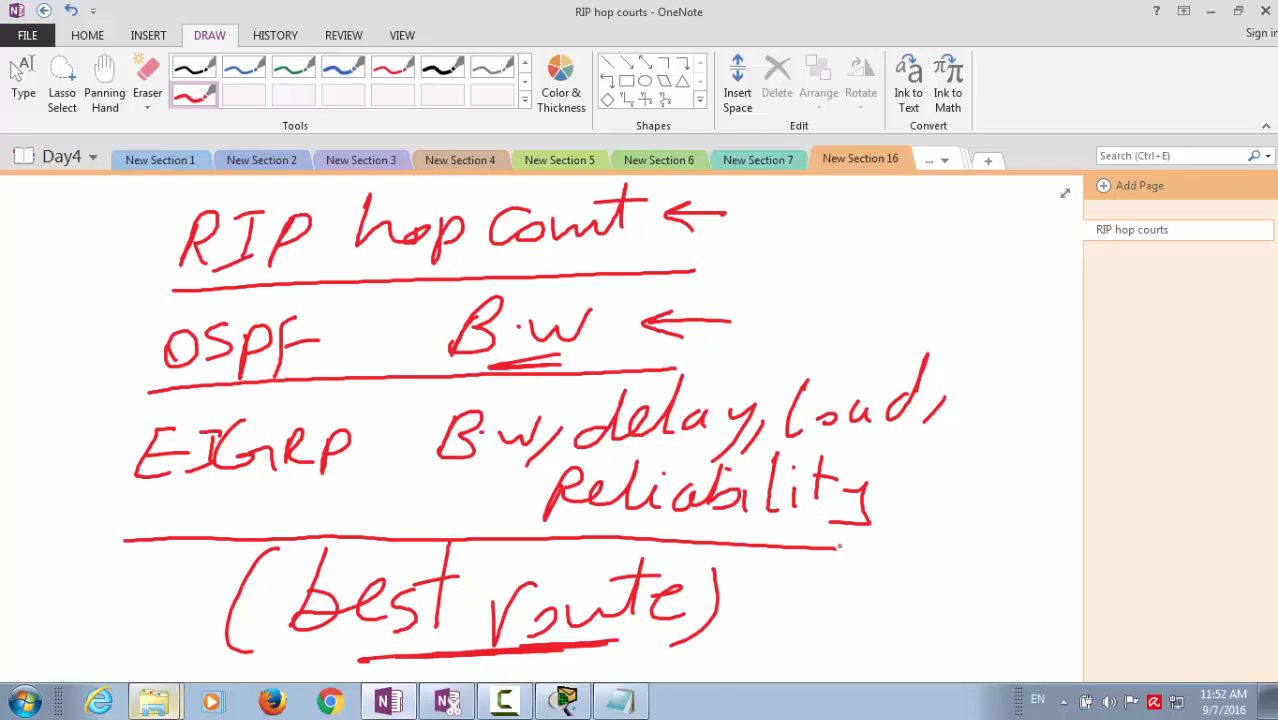 RIP hop courts - OneNote
? 
FILE HOME INSERT DRAW HISTORY REVIEW VIEW Sign in
Type Lasso Select Panning Hand Eraser Color & Thickness Insert Space Delete Arrange Rotate Ink to Text Ink to Math
Tools Shapes Edit Convert
Day4 New Section 1 New Section 2 New Section 3 New Section 4 New Section 5 New Section 6 New Section 7 New Section 16 ... Search (Ctrl+E)
Add Page
RIP hop courts
RIP hop count
OSPF B.W
EIGRP B.W, delay, load,
reliability
(best route)
EN 11:52 AM
9/7/2016